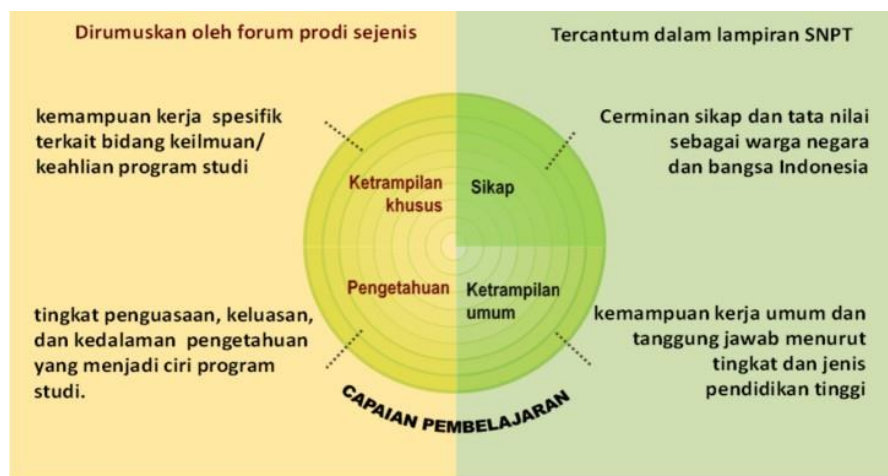 Dirumuskan oleh forum prodi sejenis
kemampuan kerja spesifik
terkait bidang keilmuan/
keahlian program studi
Ketrampilan
khusus
Pengetahuan
tingkat penguasaan, keluasan,
dan kedalaman pengetahuan
yang menjadi ciri program
studi.
Tercantum dalam lampiran SNPT
Cerminan sikap dan tata nilai
sebagai warga negara
dan bangsa Indonesia
Sikap
Ketrampilan
umum
kemampuan kerja umum dan
tanggung jawab menurut
tingkat dan jenis
pendidikan tinggi
CAPAIAN PEMBELAJARAN